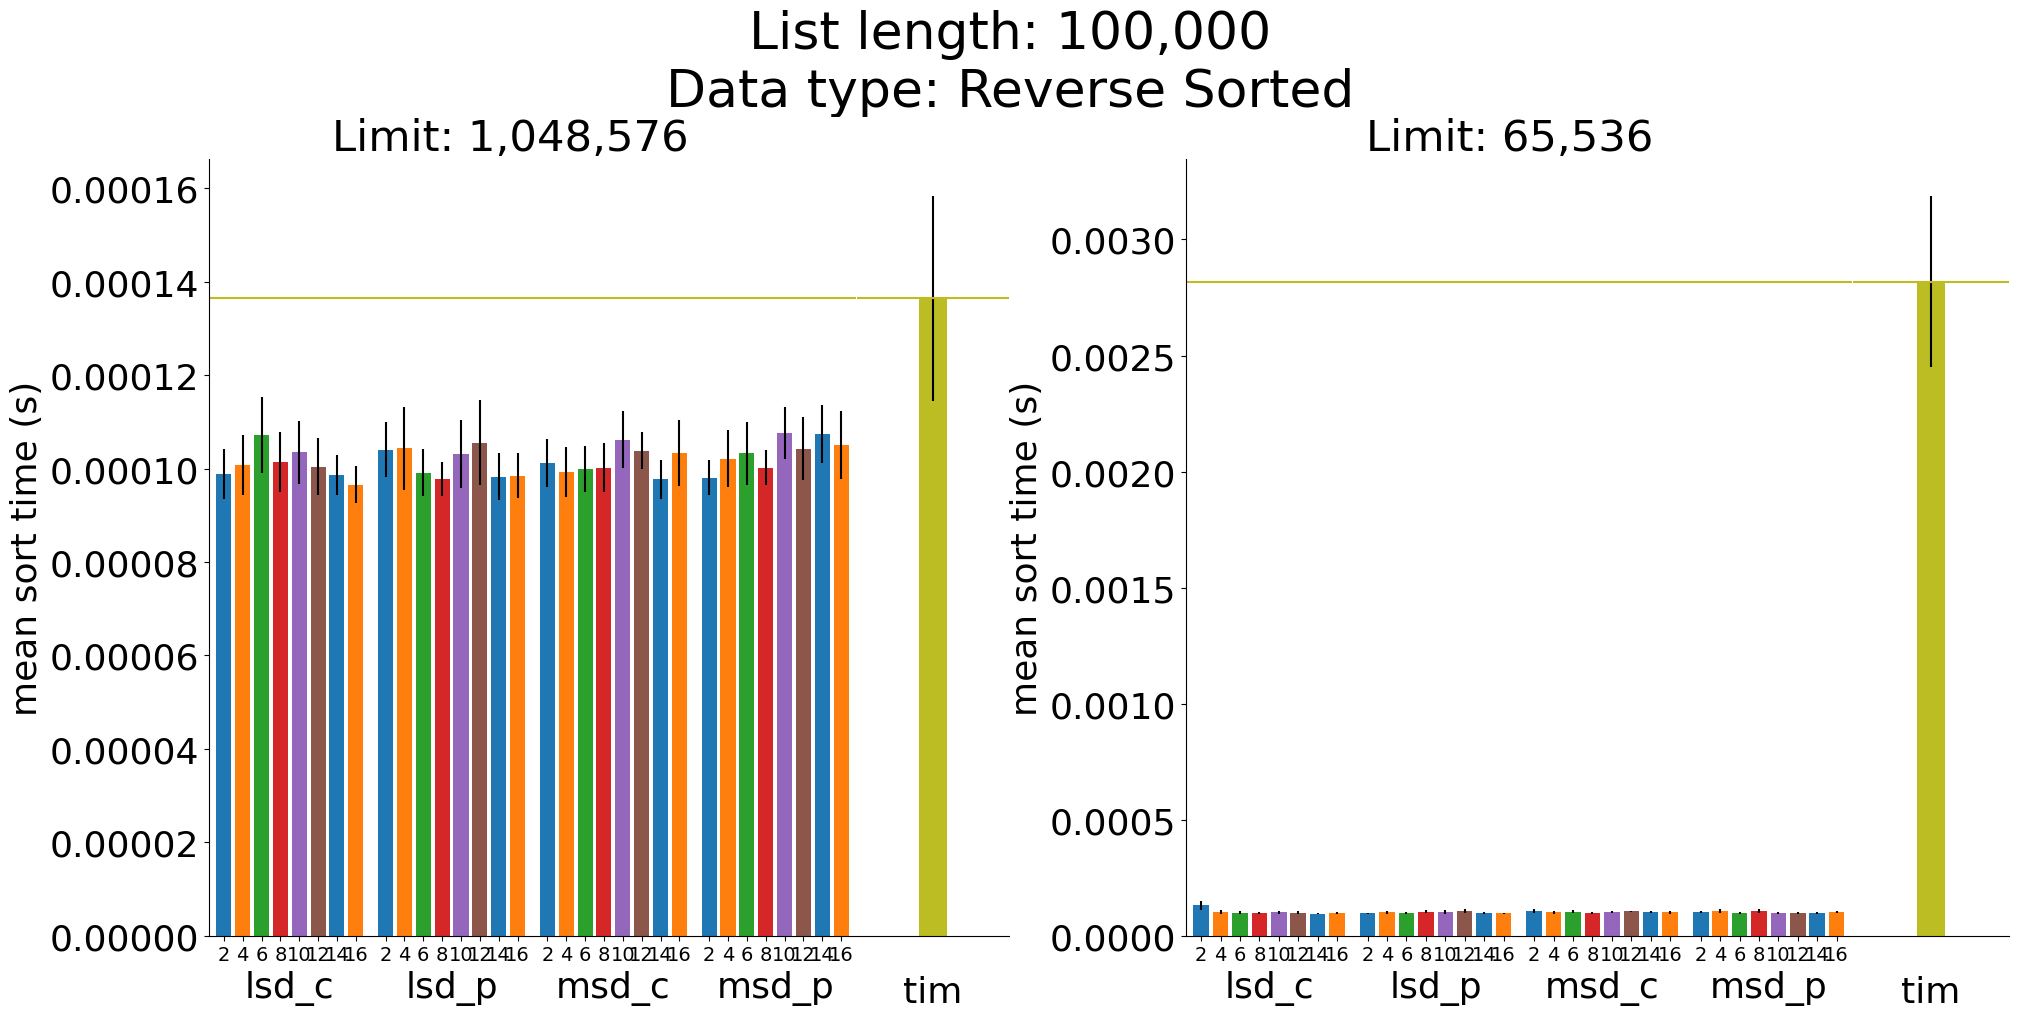 List length: 100,000
Data type: Reverse Sorted
Limit: 1,048,576
mean sort time (s)
0.00016
0.00014
0.00012
0.00010
0.00008
0.00006
0.00004
0.00002
0.00000
2 4 6 8 10 12 14 16 2 4 6 8 10 12 14 16 2 4 6 8 10 12 14 16 2 4 6 8 10 12 14 16
lsd_c lsd_p msd_c msd_p tim
Limit: 65,536
mean sort time (s)
0.0030
0.0025
0.0020
0.0015
0.0010
0.0005
0.0000
2 4 6 8 10 12 14 16 2 4 6 8 10 12 14 16 2 4 6 8 10 12 14 16 2 4 6 8 10 12 14 16
lsd_c lsd_p msd_c msd_p tim